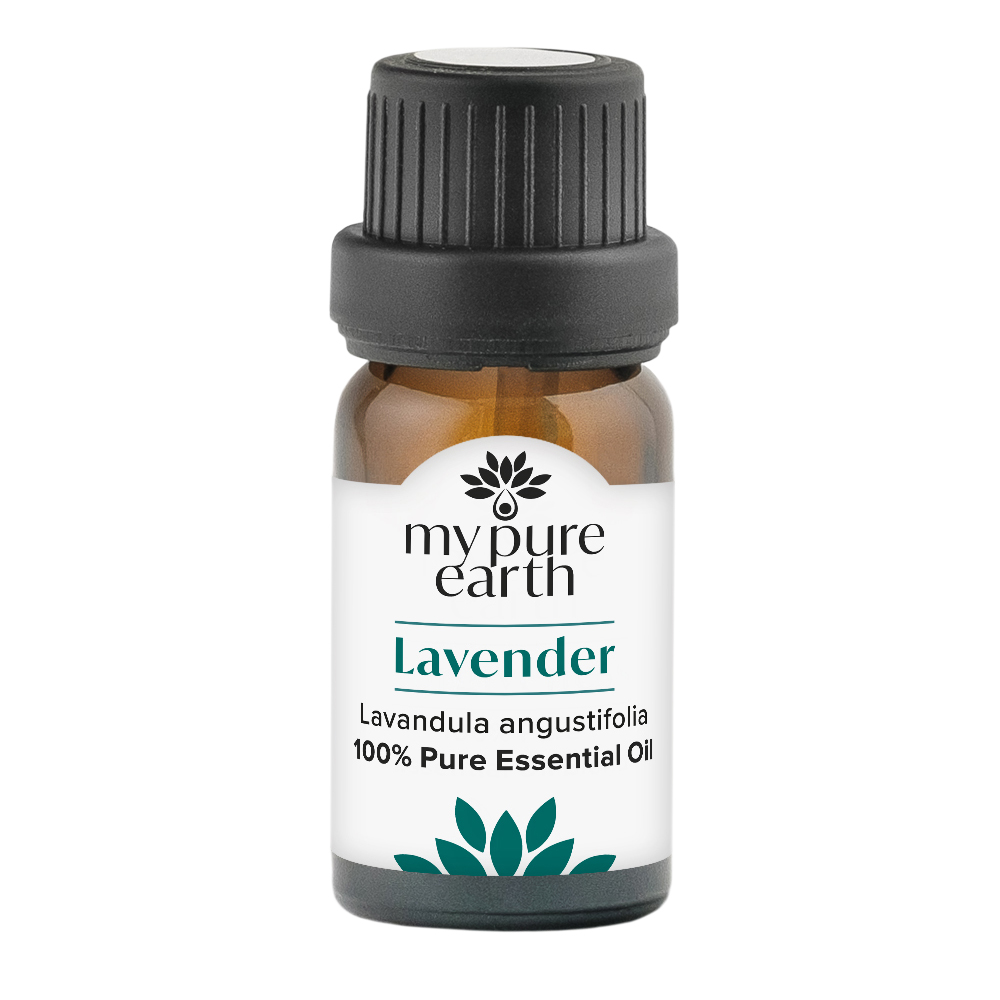 my pure
earth
Lavender
Lavandula angustifolia
100% Pure Essential Oil